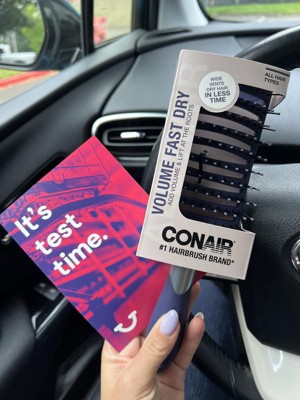 It's
test
time.
VOLUME FAST DRY
ADD VOLUME & LIFT AT THE ROOTS
WIDE
VENTS
DRY HAIR
IN LESS
TIME
ALL HAIR
TYPES
CONAIR
#1 HAIRBRUSH BRAND*